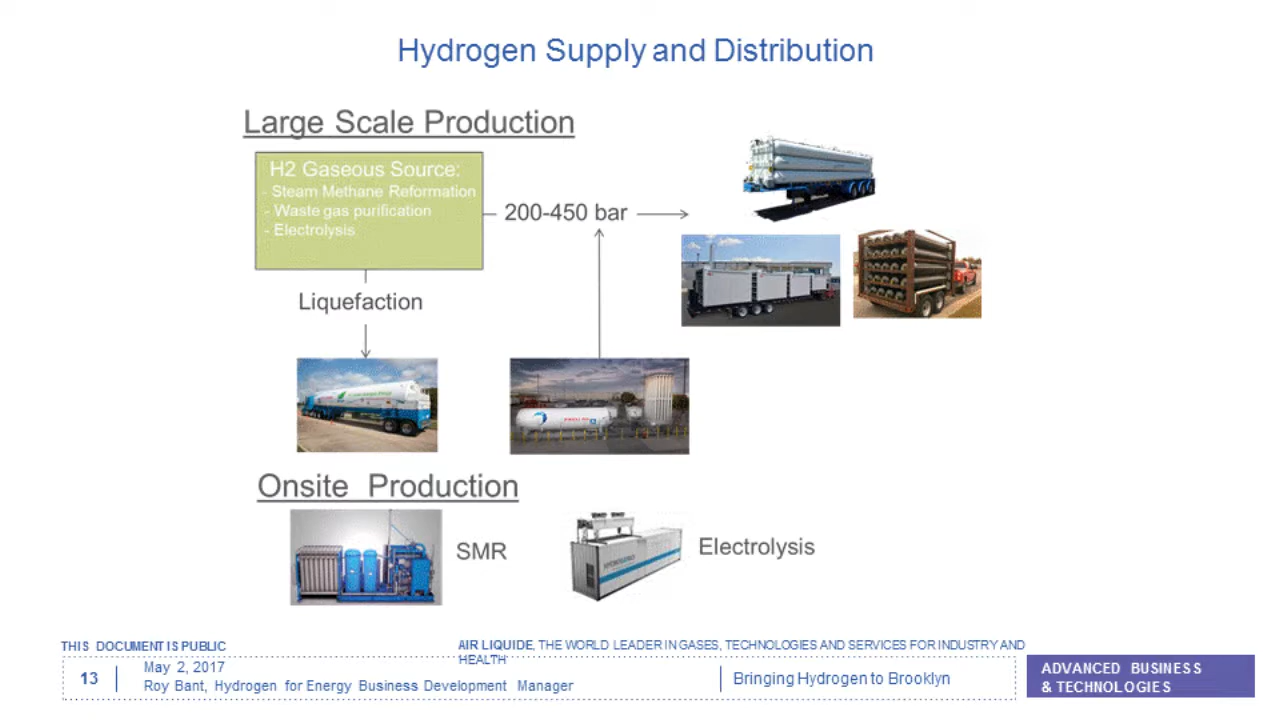 Hydrogen Supply and Distribution
Large Scale Production
H2 Gaseous Source:
- Steam Methane Reformation
- Waste gas purification
- Electrolysis
200-450 bar
Liquefaction
Onsite Production
SMR
Electrolysis
THIS DOCUMENT IS PUBLIC
AIR LIQUIDE, THE WORLD LEADER IN GASES, TECHNOLOGIES AND SERVICES FOR INDUSTRY AND
HEALTH
13
May 2, 2017
Roy Bant, Hydrogen for Energy Business Development Manager
Bringing Hydrogen to Brooklyn
ADVANCED BUSINESS
& TECHNOLOGIES